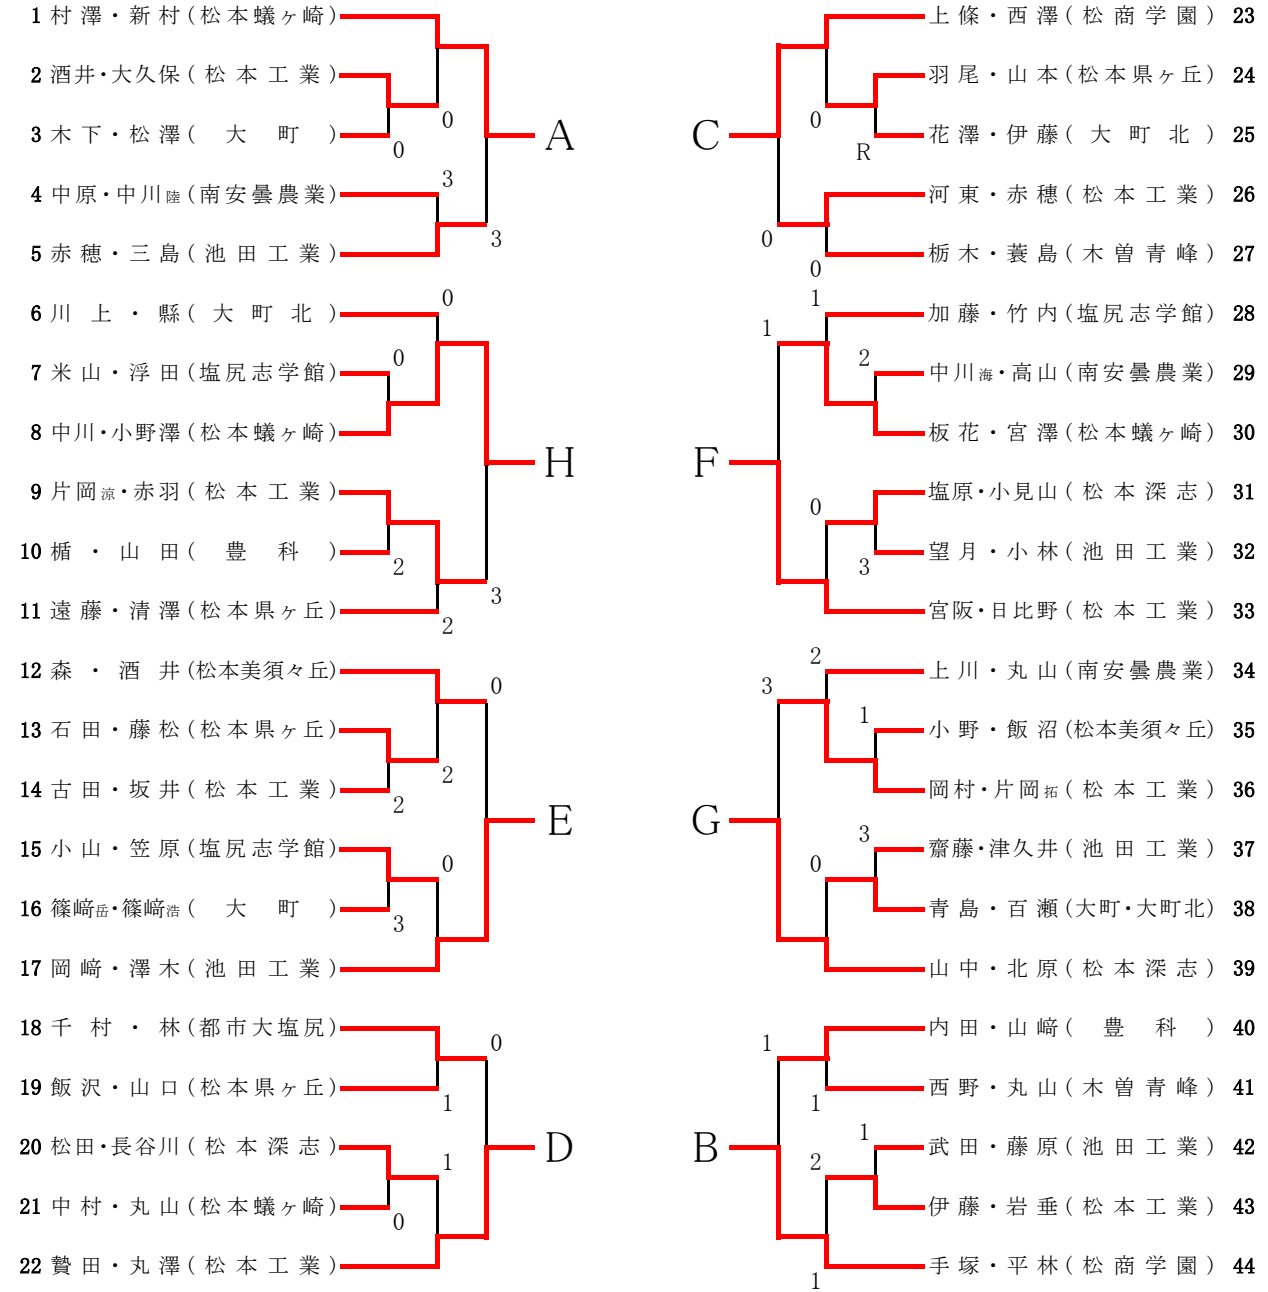 1 村澤・新村(松本蟻ヶ崎)
2 酒井・大久保(松本工業)
0
3 木下・松澤(大町)
0
A
3
4 中原・中川陸(南安曇農業)
5 赤穂・三島(池田工業)
3
6 川上・縣(大町北)
0
7 米山・浮田(塩尻志学館)
0
8 中川・小野澤(松本蟻ヶ崎)
H
9 片岡涼・赤羽(松本工業)
10 楯・山田(豊科)
2
11 遠藤・清澤(松本県ヶ丘)
3
2
12 森・酒井(松本美須々丘)
0
13 石田・藤松(松本県ヶ丘)
2
14 古田・坂井(松本工業)
2
E
15 小山・笠原(塩尻志学館)
0
16 篠﨑岳・篠﨑浩(大町)
3
17 岡﨑・澤木(池田工業)
18 千村・林(都市大塩尻)
0
19 飯沢・山口(松本県ヶ丘)
1
20 松田・長谷川(松本深志)
1
D
21 中村・丸山(松本蟻ヶ崎)
0
22 贄田・丸澤(松本工業)
上條・西澤(松商学園) 23
羽尾・山本(松本県ヶ丘) 24
0
花澤・伊藤(大町北) 25
R
C
河東・赤穂(松本工業) 26
0
栃木・蓑島(木曽青峰) 27
0
1
加藤・竹内(塩尻志学館) 28
1
2
中川海・高山(南安曇農業) 29
板花・宮澤(松本蟻ヶ崎) 30
F
塩原・小見山(松本深志) 31
0
望月・小林(池田工業) 32
3
宮阪・日比野(松本工業) 33
2
上川・丸山(南安曇農業) 34
3
1
小野・飯沼(松本美須々丘) 35
岡村・片岡拓(松本工業) 36
G
3
齋藤・津久井(池田工業) 37
0
青島・百瀬(大町・大町北) 38
山中・北原(松本深志) 39
内田・山﨑(豊科) 40
1
西野・丸山(木曽青峰) 41
1
1
武田・藤原(池田工業) 42
2
B
伊藤・岩垂(松本工業) 43
手塚・平林(松商学園) 44
1